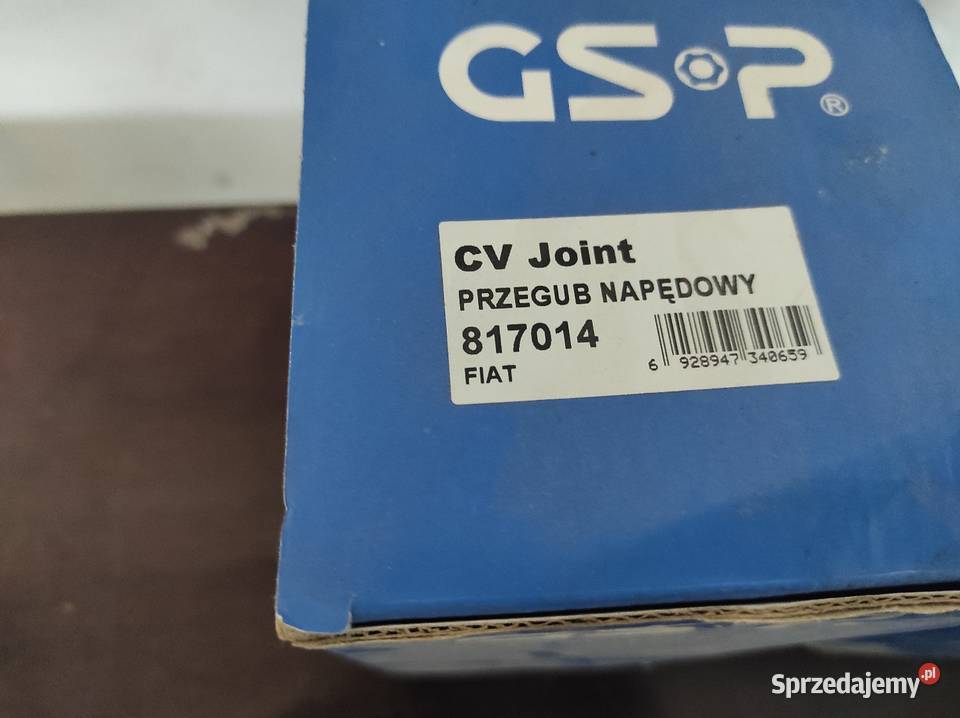 GSP®
CV Joint
PRZEGUB NAPĘDOWY
817014
FIAT
6 928947 340659
Sprzedajemy.pl